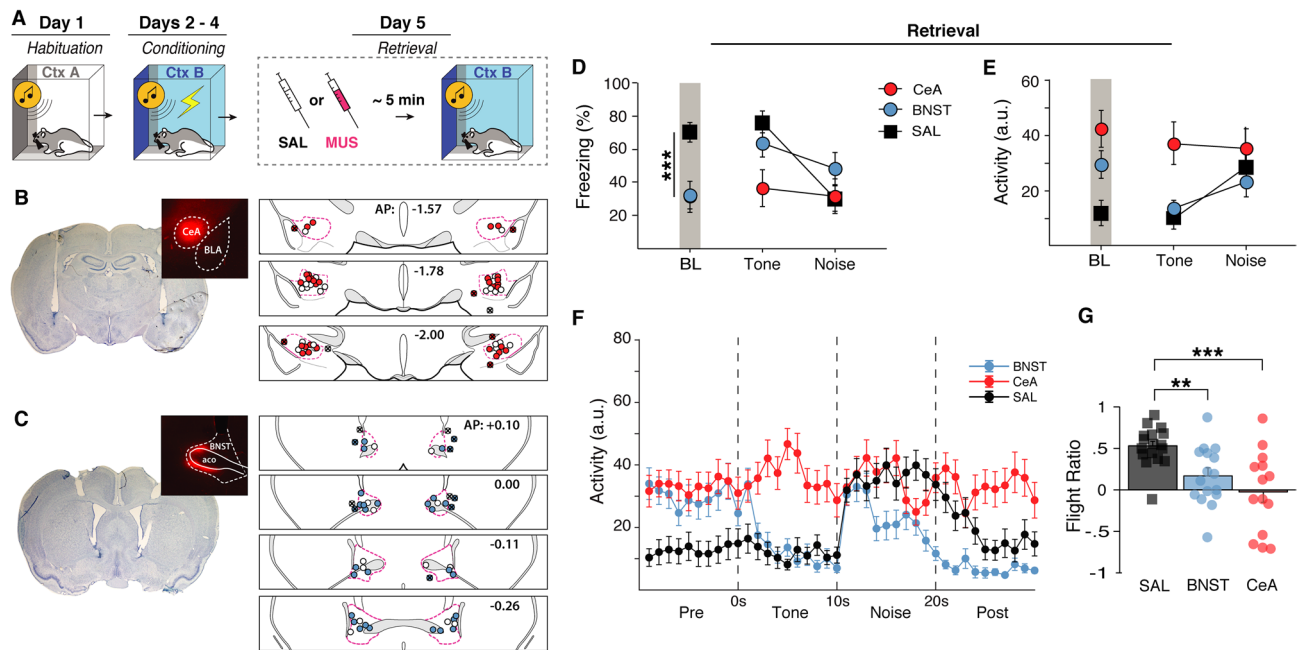 A
Day 1
Habituation
Days 2 - 4
Conditioning
Day 5
Retrieval
Ctx A
Ctx B
or
~ 5 min
Ctx B
SAL
MUS
B
CeA
BLA
AP: -1.57
-1.78
-2.00
C
BNST
aco
AP: +0.10
0.00
-0.11
-0.26
Retrieval
D
Freezing (%)
100
80
60
40
20
***
BL
Tone
Noise
CeA
BNST
SAL
E
Activity (a.u.)
60
40
20
BL
Tone
Noise
F
Activity (a.u.)
80
60
40
20
BNST
CeA
SAL
0s
10s
20s
Pre
Tone
Noise
Post
G
***
**
Flight Ratio
1
.5
0
-.5
-1
SAL
BNST
CeA